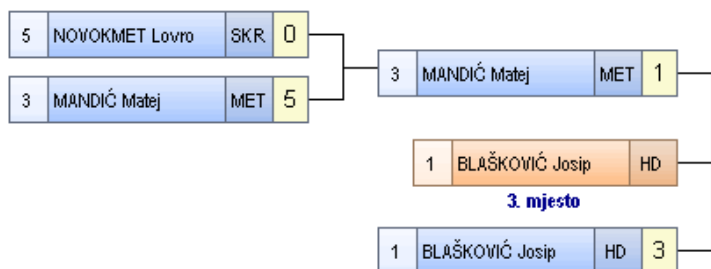 5 NOVOKMET Lovro SKR 0
3 MANDIĆ Matej MET 5
3 MANDIĆ Matej MET 1
1 BLAŠKOVIĆ Josip HD
3. mjesto
1 BLAŠKOVIĆ Josip HD 3